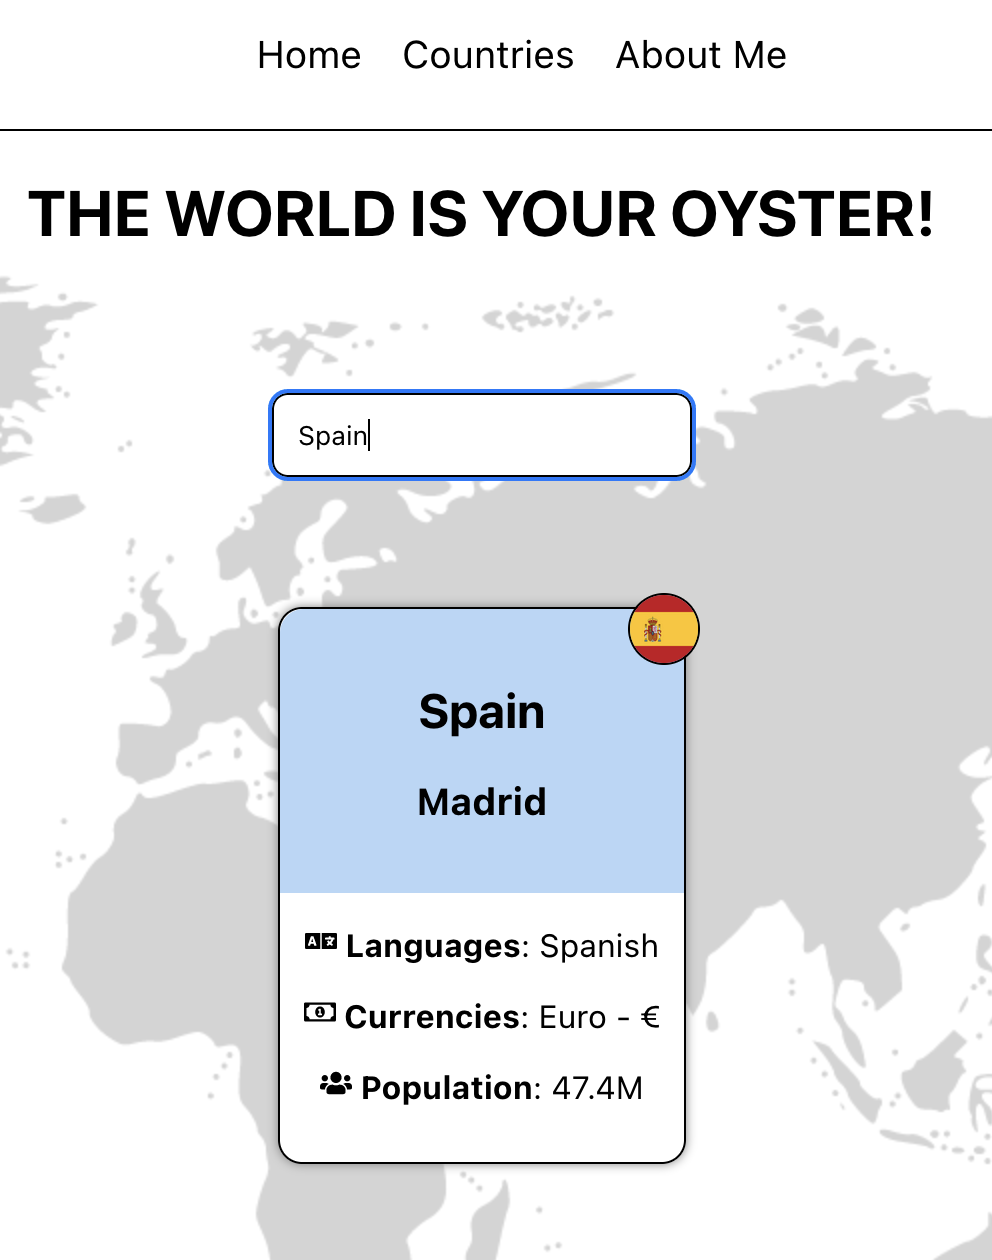 Home Countries About Me
THE WORLD IS YOUR OYSTER!
Spain
Spain
Madrid
Languages: Spanish
Currencies: Euro - €
Population: 47.4M